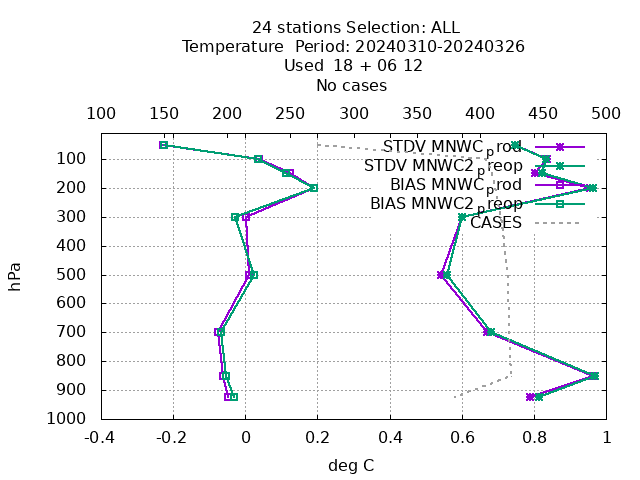 24 stations Selection: ALL
Temperature  Period: 20240310-20240326
Used  18 + 06 12
No cases
100 150 200 250 300 350 400 450 500
STDV MNWC_prod
STDV MNWC2_preop
BIAS MNWC_prod
BIAS MNWC2_preop
CASES
hPa
100
200
300
400
500
600
700
800
900
1000
-0.4 -0.2 0 0.2 0.4 0.6 0.8 1
deg C